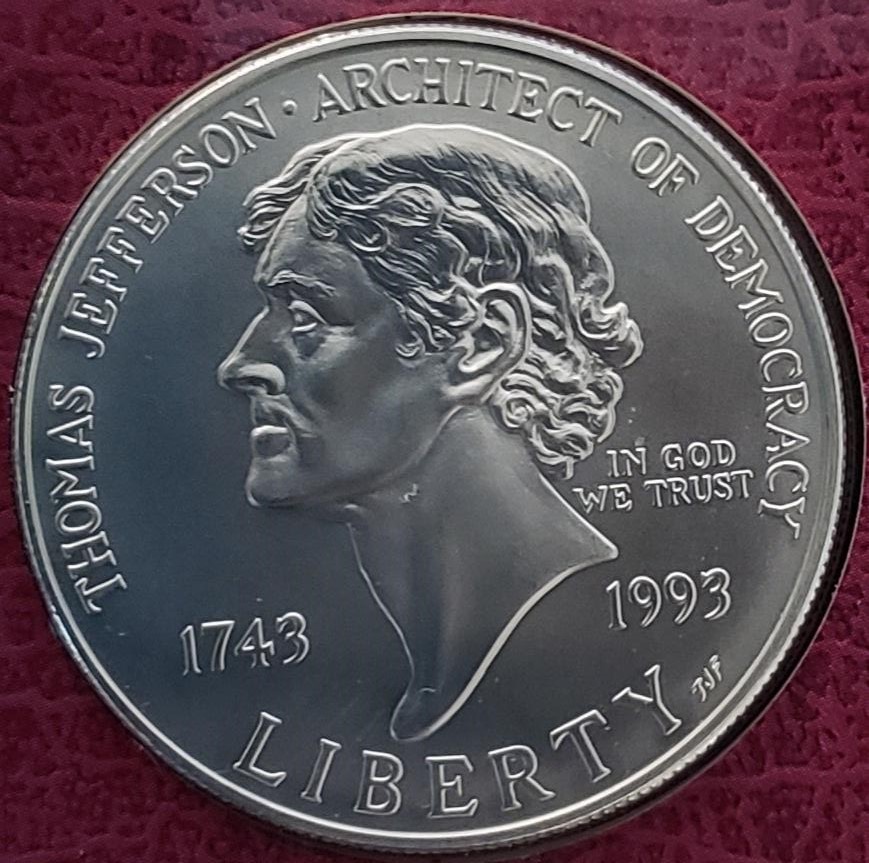 THOMAS JEFFERSON · ARCHITECT OF DEMOCRACY
IN GOD
WE TRUST
1743
1993
LIBERTY
TJF